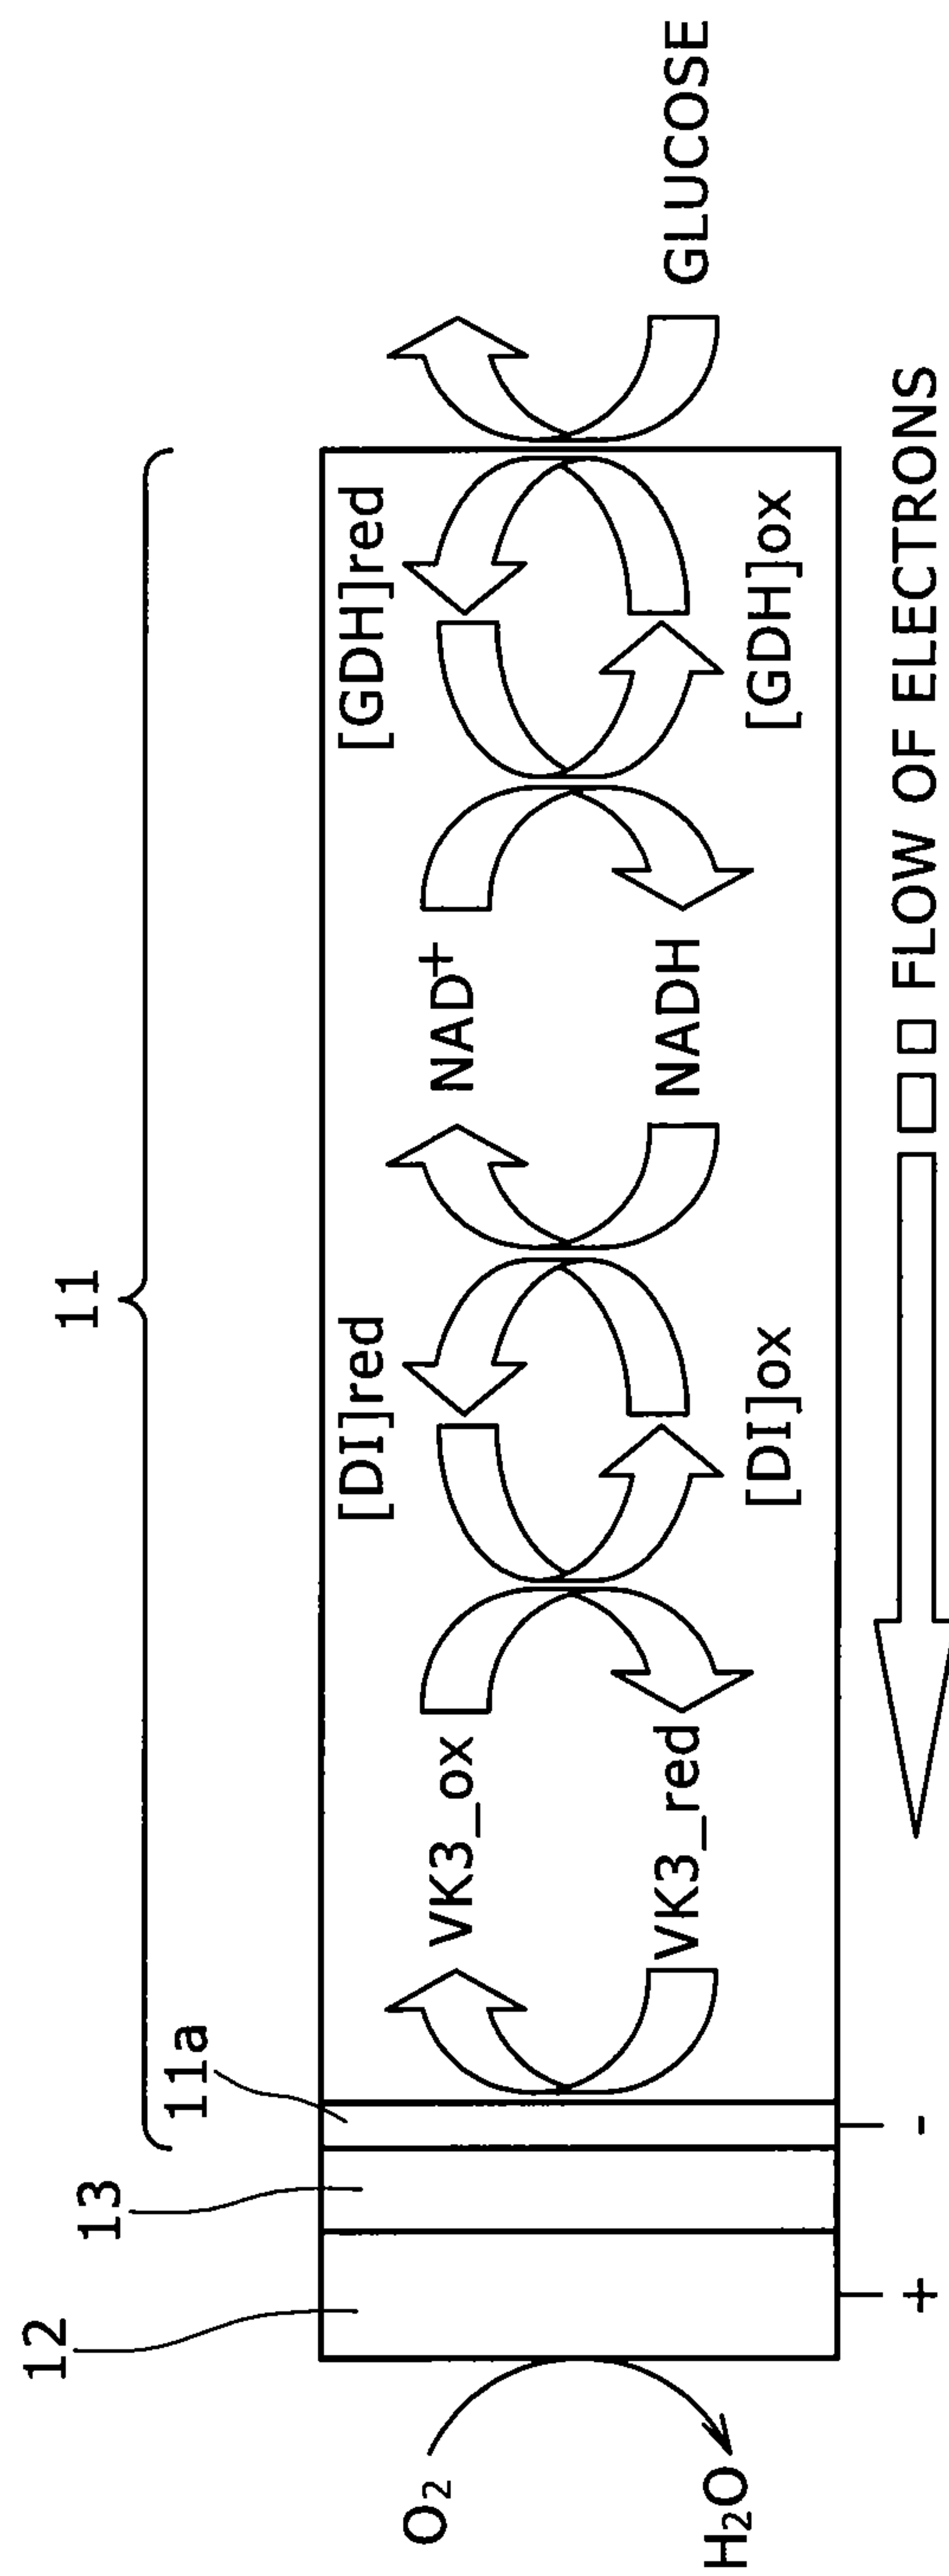 11
12
13
11a
[DI]red
[GDH]red
O₂
VK3_ox
NAD⁺
H₂O
VK3_red
NADH
GLUCOSE
[DI]ox
[GDH]ox
+
-
FLOW OF ELECTRONS